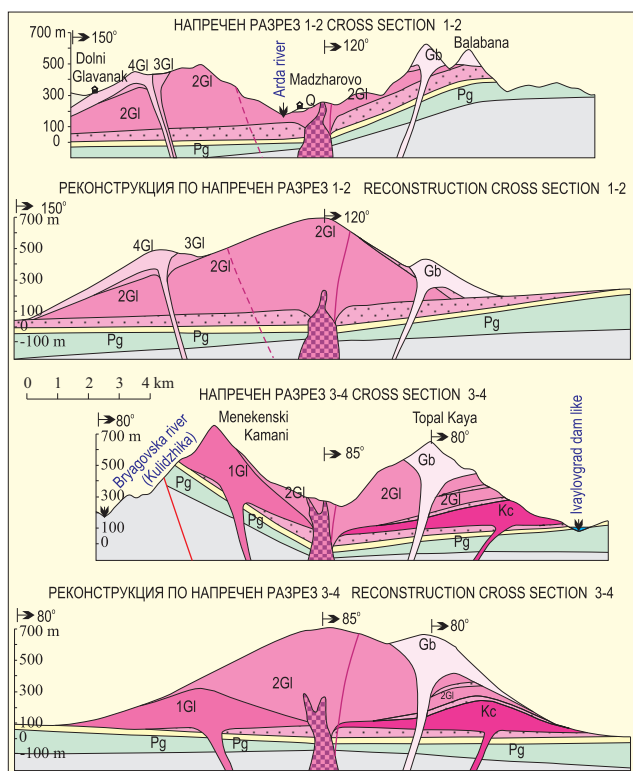 НАПРЕЧЕН РАЗРЕЗ 1-2 CROSS SECTION 1-2
700 m
150°
120°
Dolni
Glavanak
4Gl
3Gl
2Gl
Arda river
Madzharovo
Q
2Gl
Gb
Balabana
500
300
2Gl
Pg
100
0
Pg
РЕКОНСТРУКЦИЯ ПО НАПРЕЧЕН РАЗРЕЗ 1-2 RECONSTRUCTION CROSS SECTION 1-2
150°
700 m
120°
2Gl
500
4Gl
3Gl
2Gl
Gb
300
2Gl
100
0
-100 m
Pg
Pg
Pg
0 1 2 3 4 km
НАПРЕЧЕН РАЗРЕЗ 3-4 CROSS SECTION 3-4
80°
700 m
Bryagovska river
(Kulidzhika)
Menekenski
Kamani
85°
Topal Kaya
80°
Ivaylovgrad dam like
500
300
100
0
Pg
1Gl
Pg
2Gl
2Gl
Gb
2Gl
Kc
Pg
РЕКОНСТРУКЦИЯ ПО НАПРЕЧЕН РАЗРЕЗ 3-4 RECONSTRUCTION CROSS SECTION 3-4
80°
700 m
85°
80°
Gb
500
300
2Gl
2Gl
1Gl
Kc
100
0
-100
Pg
Pg
Pg